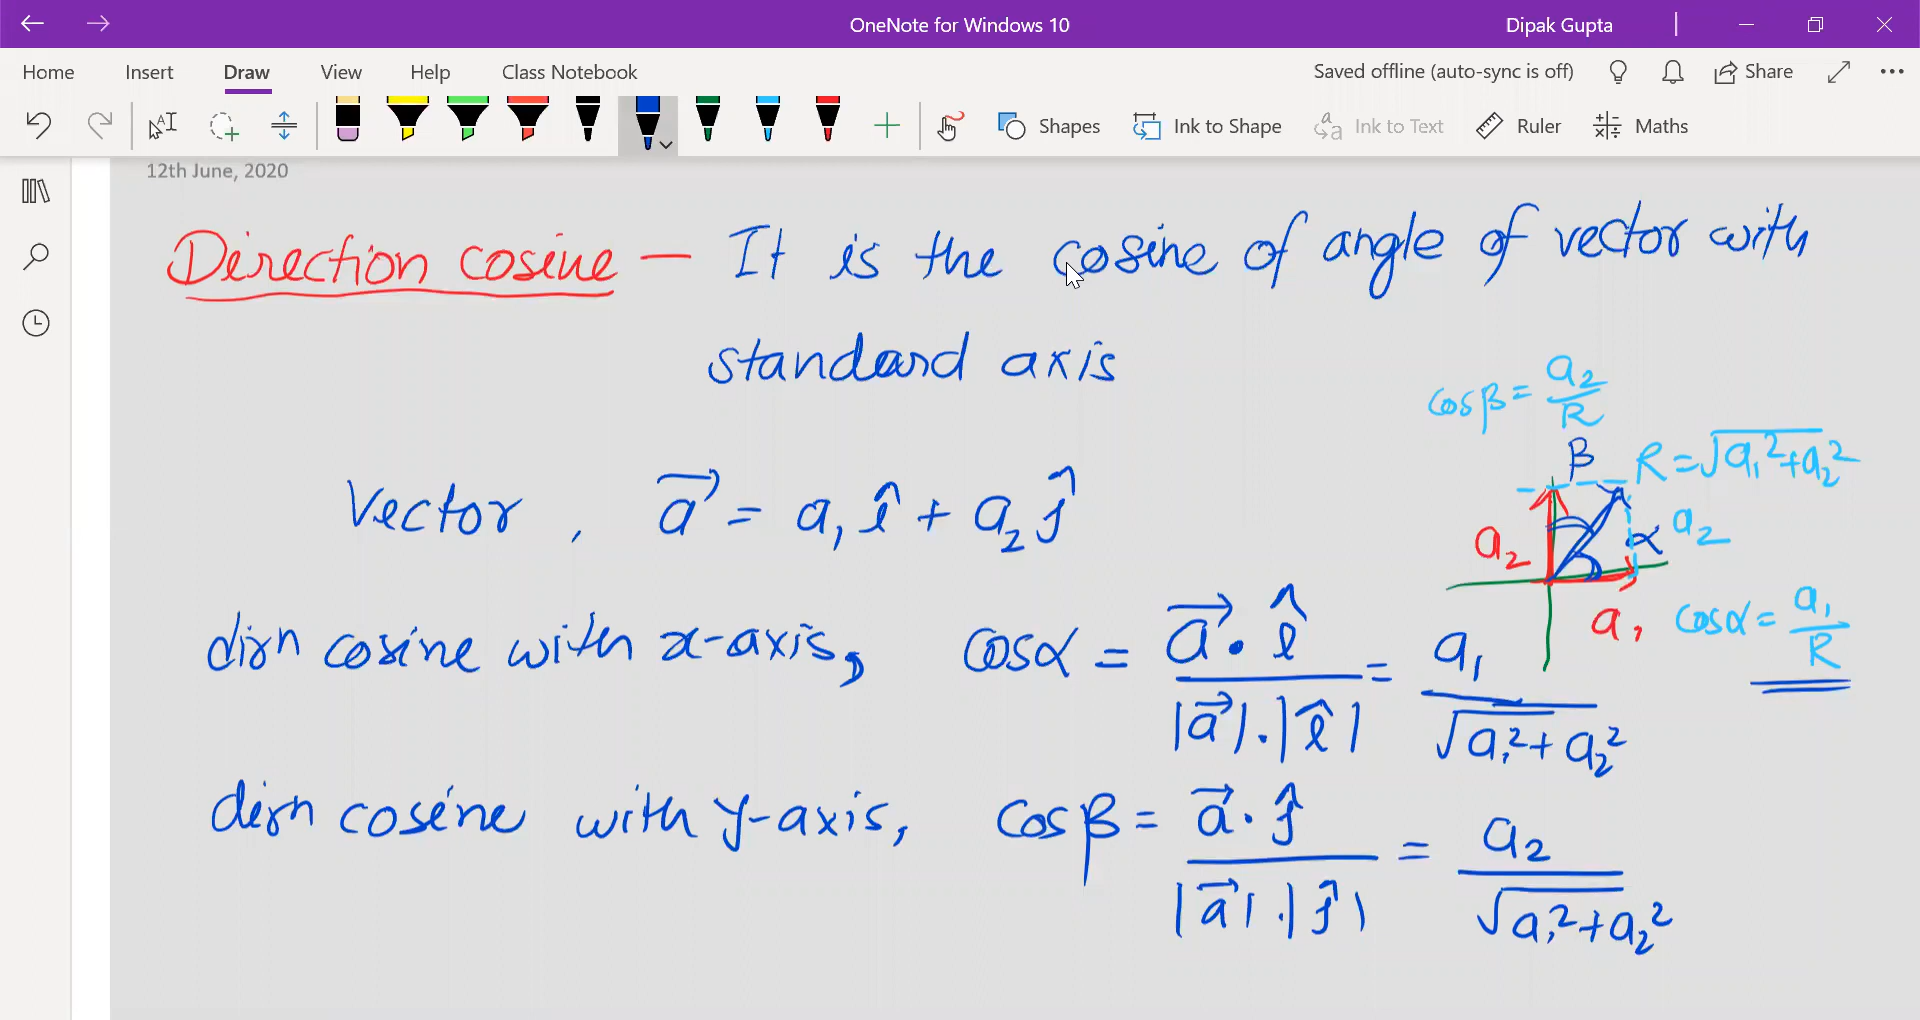 OneNote for Windows 10
Dipak Gupta
Home Insert Draw View Help Class Notebook
Saved offline (auto-sync is off) Share
Shapes Ink to Shape Ink to Text Ruler Maths
12th June, 2020
Direction cosine — It is the cosine of angle of vector with
standard axis
cosβ = a₂/R
β R = √(a₁²+a₂²)
Vector , a⃗ = a₁ î + a₂ ĵ
a₂ α a₂
a₁ cosα = a₁/R
dirn cosine with x-axis, cosα = (a⃗ . î)/(|a⃗|.|î|) = a₁/√(a₁²+a₂²)
dirn cosine with y-axis, cosβ = (a⃗ . ĵ)/(|a⃗|.|ĵ|) = a₂/√(a₁²+a₂²)